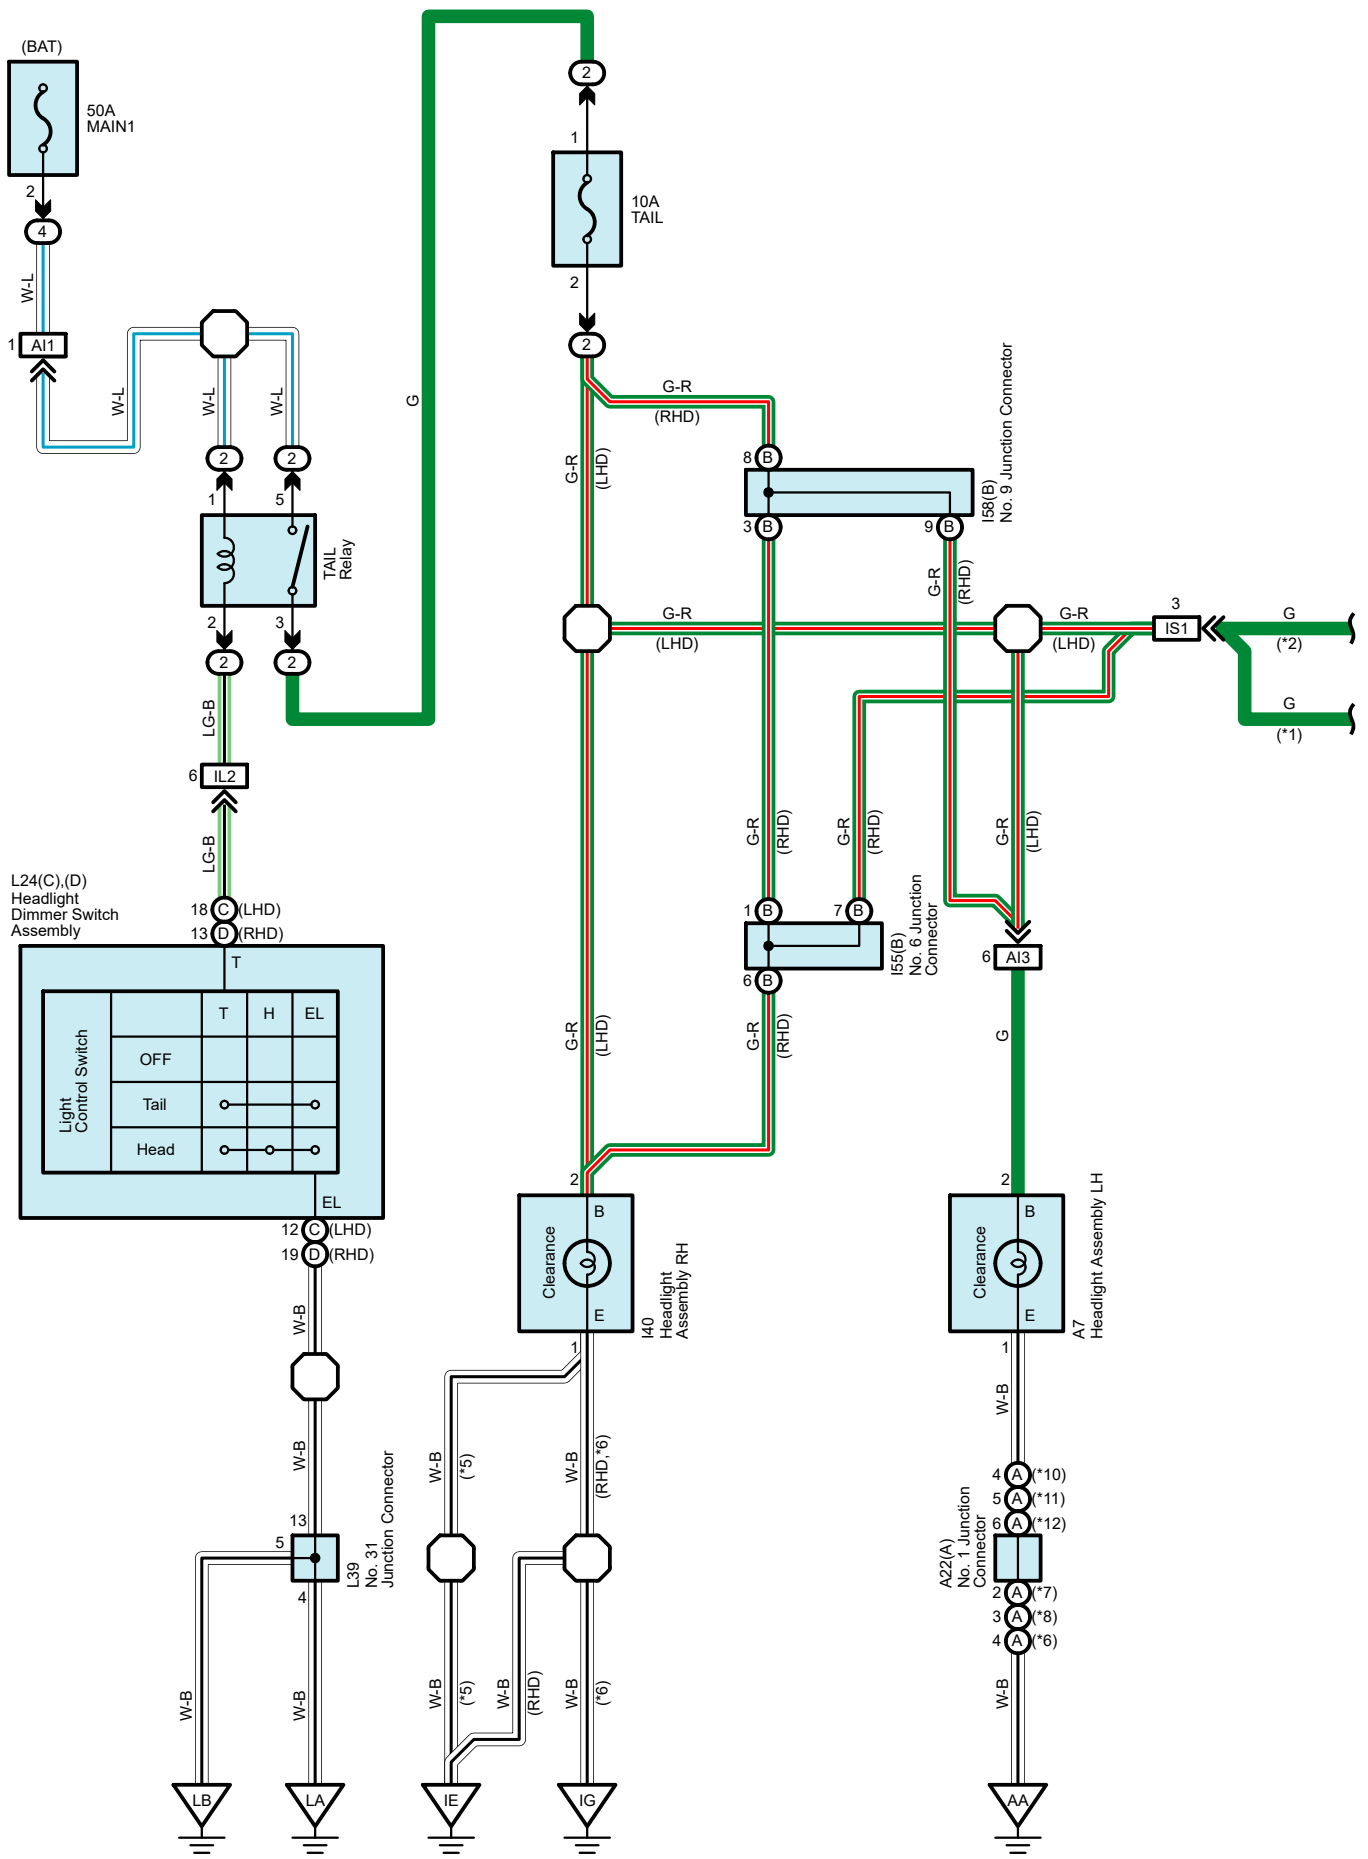 (BAT)
50A
MAIN1
2
4
W-L
1
AI1
W-L
W-L
W-L
2
2
1
5
TAIL
Relay
2
3
2
2
LG-B
6
IL2
LG-B
G
2
1
10A
TAIL
2
2
G-R
(RHD)
G-R
(LHD)
8
B
I58(B)
No. 9 Junction Connector
3
B
9
B
G-R
(RHD)
G-R
(LHD)
G-R
(LHD)
3
IS1
G
(*2)
G
(*1)
G-R
(RHD)
G-R
(RHD)
G-R
(LHD)
1
B
7
B
I55(B)
No. 6 Junction
Connector
6
B
G-R
(LHD)
G-R
(RHD)
6
AI3
G
L24(C),(D)
Headlight
Dimmer Switch
Assembly
18
C
(LHD)
13
D
(RHD)
T
Light
Control Switch
T
H
EL
OFF
Tail
Head
EL
12
C
(LHD)
19
D
(RHD)
W-B
W-B
13
5
4
L39
No. 31
Junction Connector
W-B
W-B
LB
LA
2
B
Clearance
E
1
I40
Headlight
Assembly RH
W-B
(*5)
W-B
(RHD,*6)
W-B
(*5)
W-B
(RHD)
W-B
(*6)
IE
IG
2
B
Clearance
E
1
A7
Headlight Assembly LH
W-B
4
A
(*10)
5
A
(*11)
6
A
(*12)
A22(A)
No. 1 Junction
Connector
2
A
(*7)
3
A
(*8)
4
A
(*6)
W-B
AA